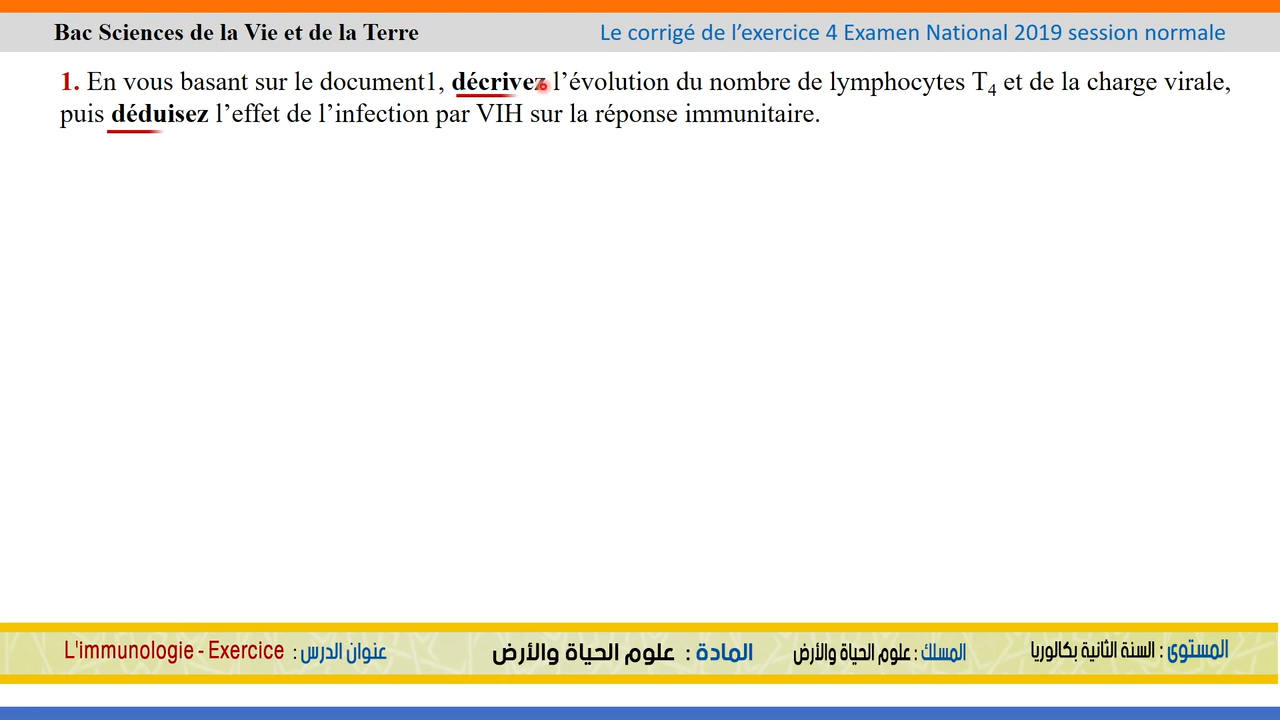 Bac Sciences de la Vie et de la Terre
Le corrigé de l’exercice 4 Examen National 2019 session normale
1. En vous basant sur le document1, décrivez l’évolution du nombre de lymphocytes T₄ et de la charge virale,
puis déduisez l’effet de l’infection par VIH sur la réponse immunitaire.
المستوى : السنة الثانية بكالوريا
المسلك : علوم الحياة والأرض
المادة : علوم الحياة والأرض
عنوان الدرس : L'immunologie - Exercice